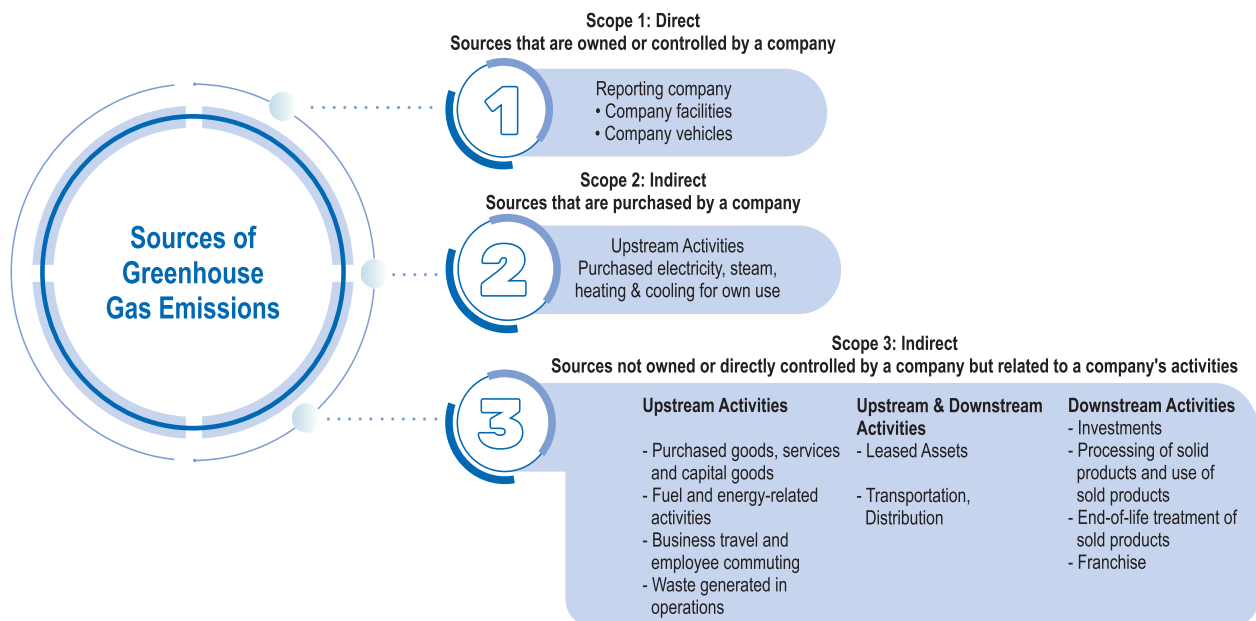 Sources of
Greenhouse
Gas Emissions
Scope 1: Direct
Sources that are owned or controlled by a company
1
Reporting company
• Company facilities
• Company vehicles
Scope 2: Indirect
Sources that are purchased by a company
2
Upstream Activities
Purchased electricity, steam,
heating & cooling for own use
Scope 3: Indirect
Sources not owned or directly controlled by a company but related to a company's activities
3
Upstream Activities
- Purchased goods, services
and capital goods
- Fuel and energy-related
activities
- Business travel and
employee commuting
- Waste generated in
operations
Upstream & Downstream
Activities
- Leased Assets
- Transportation,
Distribution
Downstream Activities
- Investments
- Processing of solid
products and use of
sold products
- End-of-life treatment of
sold products
- Franchise